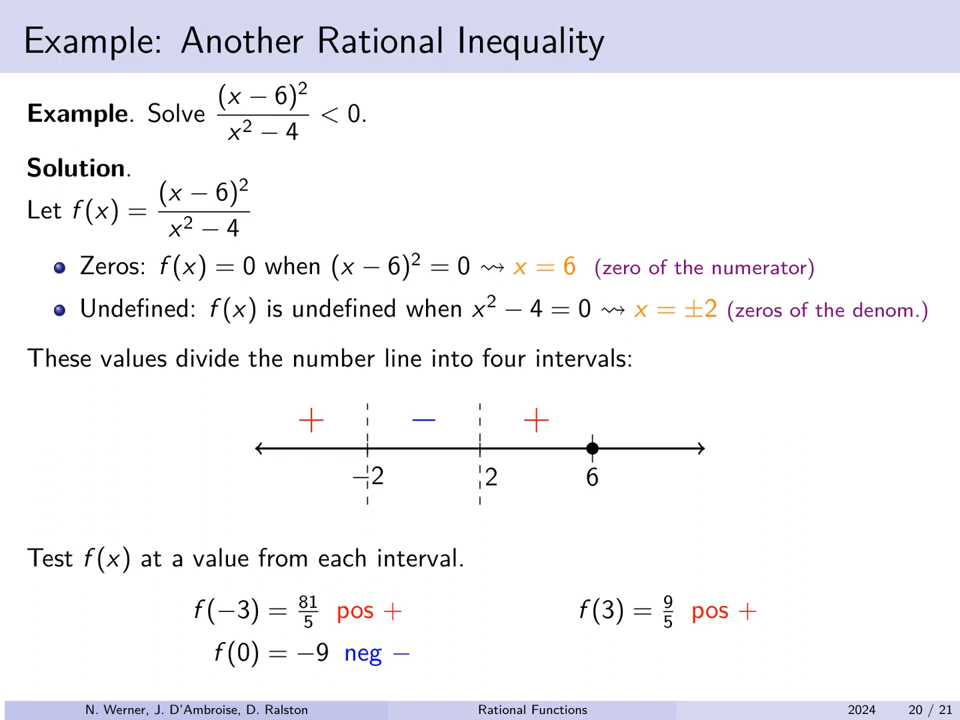 Example: Another Rational Inequality
Example. Solve (x − 6)² / (x² − 4) < 0.
Solution.
Let f(x) = (x − 6)² / (x² − 4)
Zeros: f(x) = 0 when (x − 6)² = 0 ⇝ x = 6 (zero of the numerator)
Undefined: f(x) is undefined when x² − 4 = 0 ⇝ x = ±2 (zeros of the denom.)
These values divide the number line into four intervals:
+ − +
−2 2 6
Test f(x) at a value from each interval.
f(−3) = 81/5 pos + f(3) = 9/5 pos +
f(0) = −9 neg −
N. Werner, J. D'Ambroise, D. Ralston Rational Functions 2024 20 / 21